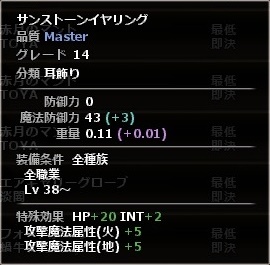 サンストーンイヤリング
品質 Master
グレード 14
分類 耳飾り
防御力 0
魔法防御力 43 (+3)
重量 0.11 (+0.01)
装備条件 全種族
全職業
Lv 38～
特殊効果 HP+20 INT+2
攻撃魔法属性(火) +5
攻撃魔法属性(地) +5